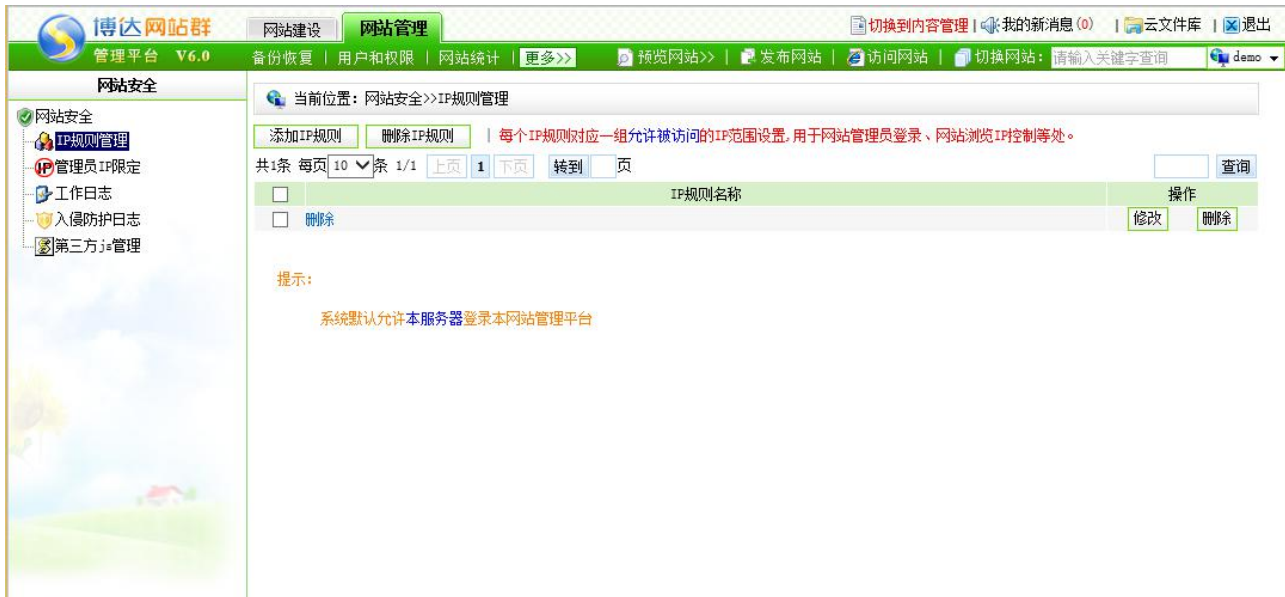 博达网站群
管理平台 V6.0
网站建设 网站管理
切换到内容管理 | 我的新消息(0) | 云文件库 | 退出
备份恢复 | 用户和权限 | 网站统计 | 更多>> 预览网站>> | 发布网站 | 访问网站 | 切换网站: 请输入关键字查询 demo
网站安全
网站安全
IP规则管理
管理员IP限定
工作日志
入侵防护日志
第三方js管理
当前位置: 网站安全>>IP规则管理
添加IP规则 删除IP规则 | 每个IP规则对应一组允许被访问的IP范围设置,用于网站管理员登录、网站浏览IP控制等处。
共1条 每页 10 条 1/1 上页 1 下页 转到 页 查询
IP规则名称 操作
删除 修改 删除
提示:
系统默认允许本服务器登录本网站管理平台